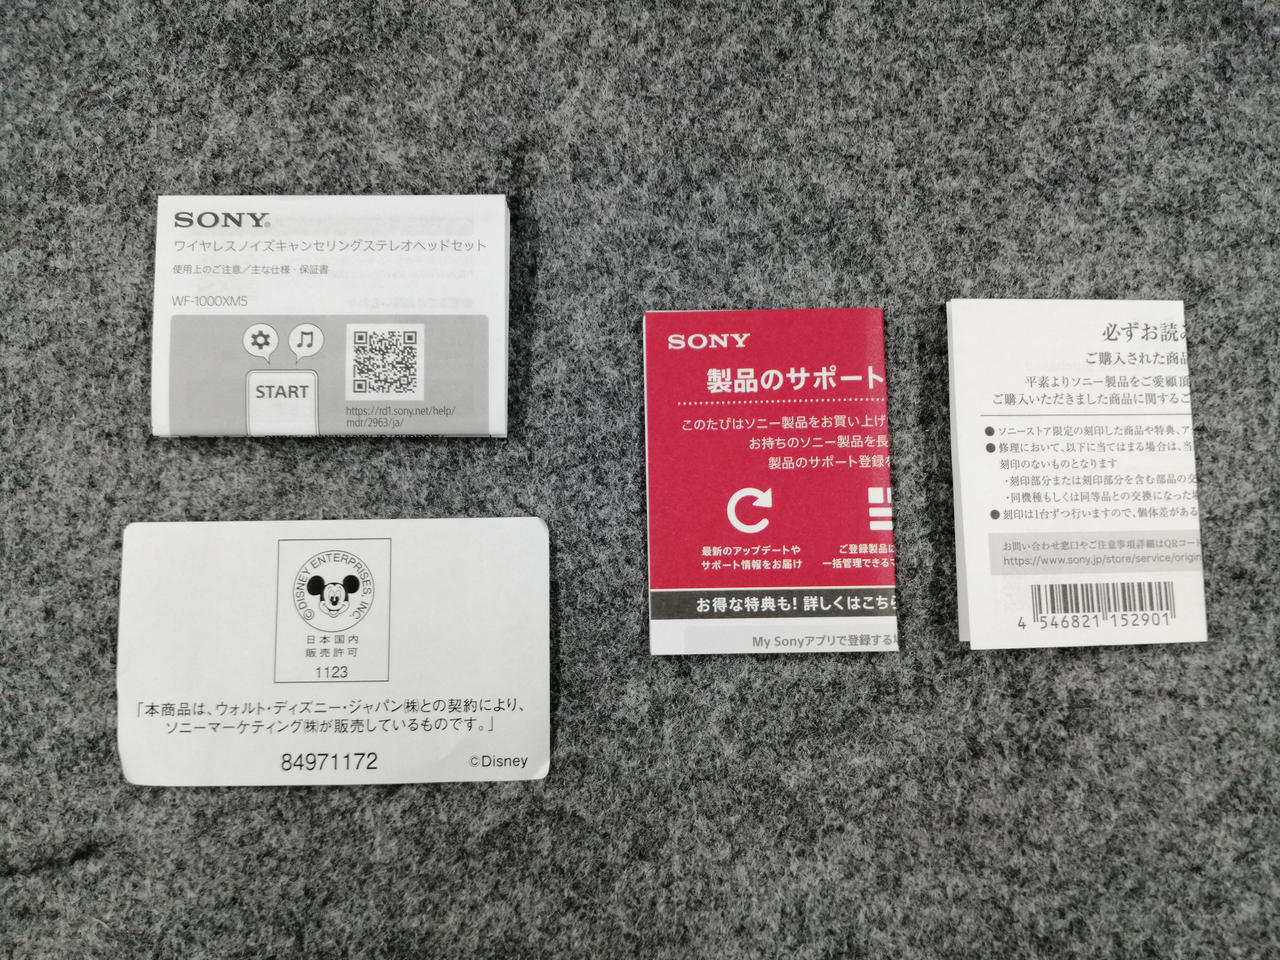 SONY
ワイヤレスノイズキャンセリングステレオヘッドセット
使用上のご注意／主な仕様・保証書
WF-1000XM5
START
https://rd1.sony.net/help/
mdr/2963/ja/
©DISNEY ENTERPRISES, INC.
日本国内
販売許可
1123
「本商品は、ウォルト・ディズニー・ジャパン㈱との契約により、
ソニーマーケティング㈱が販売しているものです。」
84971172
©Disney
SONY
製品のサポート
このたびはソニー製品をお買い上げ
お持ちのソニー製品を長
製品のサポート登録
最新のアップデートや
サポート情報をお届け
ご登録製品に
一括管理できる
お得な特典も! 詳しくはこちら
My Sonyアプリで登録する
必ずお読み
ご購入された商品
平素よりソニー製品をご愛顧頂
ご購入いただきました商品に関するご
●ソニーストア限定の刻印した商品や特典、ア
●修理において、以下に当てはまる場合は、当
刻印のないものとなります
・刻印部分または刻印部分を含む部品の交
・同機種もしくは同等品との交換になった場
●刻印は1台ずつ行いますので、個体差がある
お問い合わせ窓口やご注意事項詳細はQRコー
https://www.sony.jp/store/service/origin
4 546821 152901